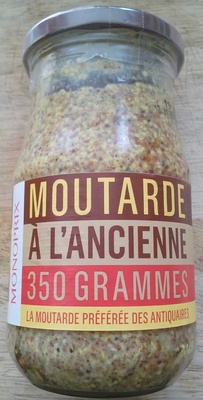 MONOPRIX
MOUTARDE
À L'ANCIENNE
350 GRAMMES
LA MOUTARDE PRÉFÉRÉE DES ANTIQUAIRES